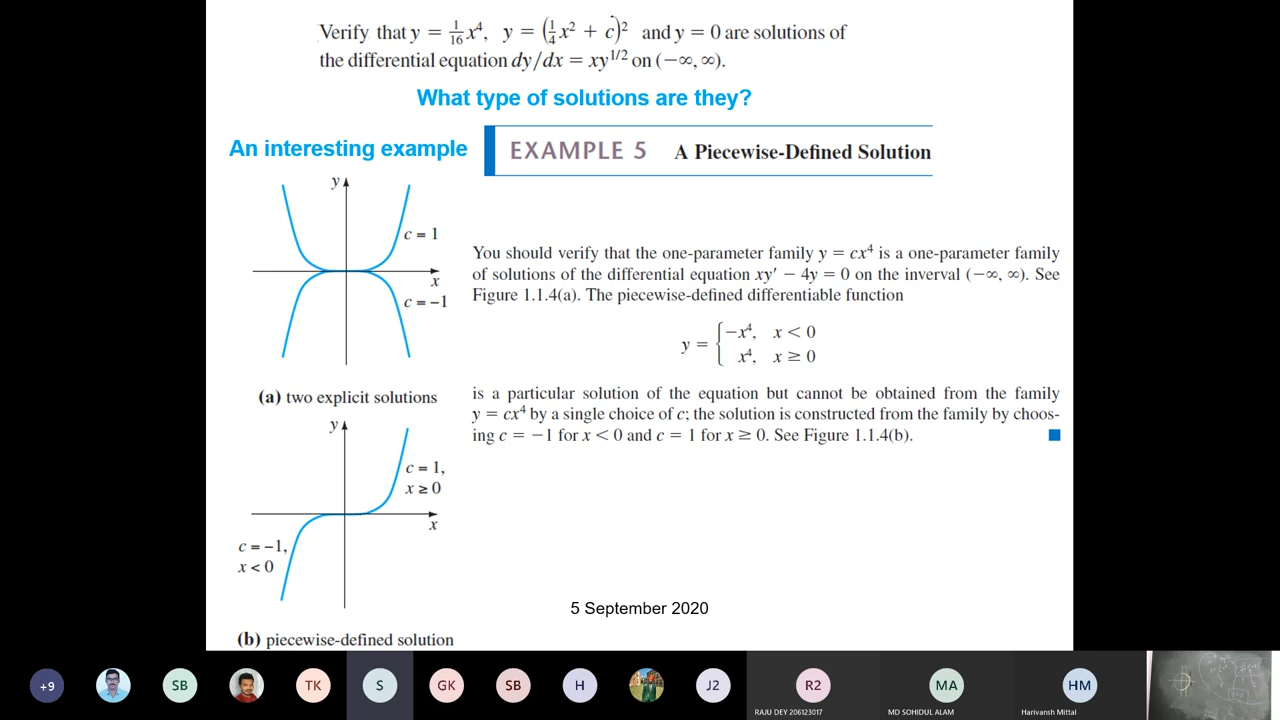 Verify that y = 1/16 x⁴, y = (1/4 x² + c)² and y = 0 are solutions of
the differential equation dy/dx = xy^1/2 on (−∞, ∞).
What type of solutions are they?
An interesting example
EXAMPLE 5 A Piecewise-Defined Solution
y
c = 1
x
c = −1
(a) two explicit solutions
You should verify that the one-parameter family y = cx⁴ is a one-parameter family
of solutions of the differential equation xy′ − 4y = 0 on the inverval (−∞, ∞). See
Figure 1.1.4(a). The piecewise-defined differentiable function
y = { −x⁴, x < 0
x⁴, x ≥ 0
is a particular solution of the equation but cannot be obtained from the family
y = cx⁴ by a single choice of c; the solution is constructed from the family by choos-
ing c = −1 for x < 0 and c = 1 for x ≥ 0. See Figure 1.1.4(b).
y
c = 1,
x ≥ 0
x
c = −1,
x < 0
(b) piecewise-defined solution
5 September 2020
+9
SB
TK
S
GK
SB
H
J2
R2
MA
HM
RAJU DEY 206123017
MD SOHIDUL ALAM
Harivansh Mittal